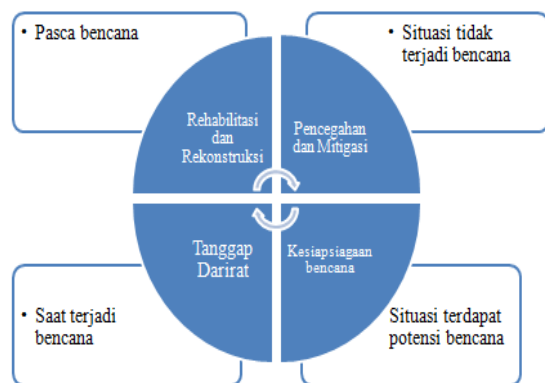 • Pasca bencana
• Situasi tidak
terjadi bencana
Rehabilitasi
dan
Rekonstruksi
Pencegahan
dan Mitigasi
Tanggap
Darirat
Kesiapsiagaan
bencana
• Saat terjadi
bencana
Situasi terdapat
potensi bencana